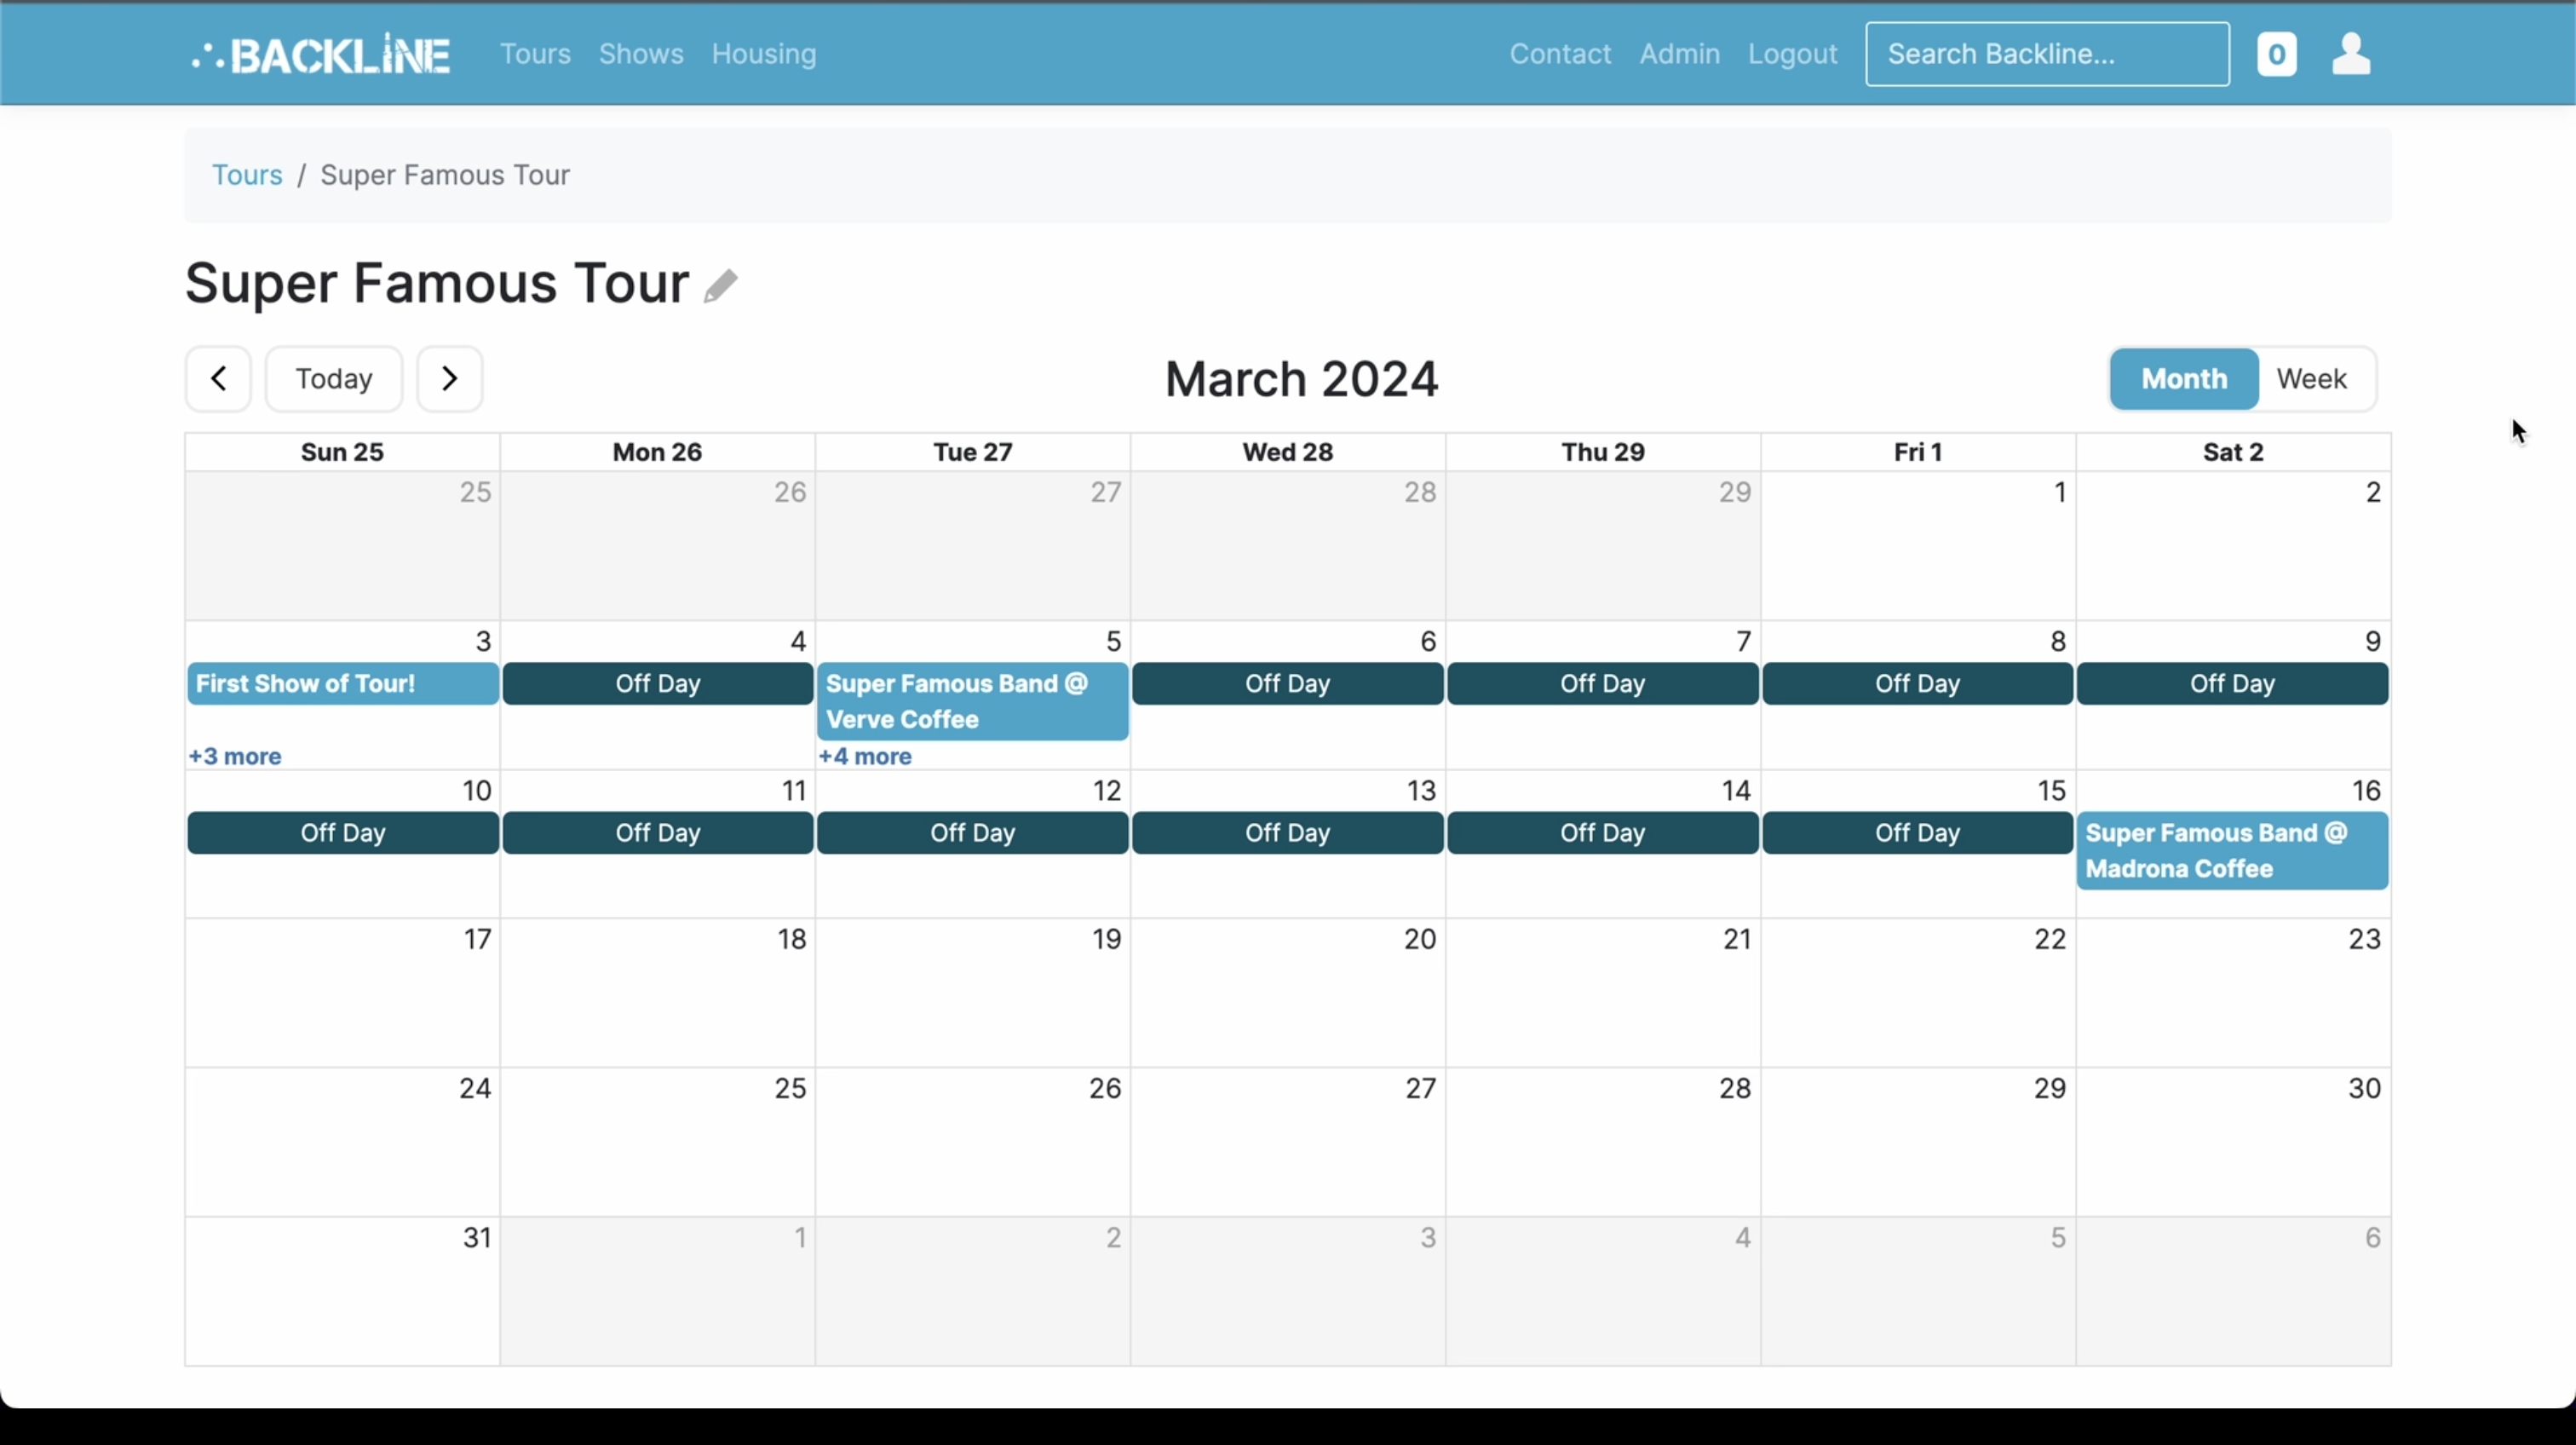 BACKLINE Tours Shows Housing Contact Admin Logout Search Backline... 0
Tours / Super Famous Tour
Super Famous Tour
Today March 2024 Month Week
Sun 25 Mon 26 Tue 27 Wed 28 Thu 29 Fri 1 Sat 2
25 26 27 28 29 1 2
3 4 5 6 7 8 9
First Show of Tour! Off Day Super Famous Band @ Off Day Off Day Off Day Off Day
Verve Coffee
+3 more +4 more
10 11 12 13 14 15 16
Off Day Off Day Off Day Off Day Off Day Off Day Super Famous Band @
Madrona Coffee
17 18 19 20 21 22 23
24 25 26 27 28 29 30
31 1 2 3 4 5 6